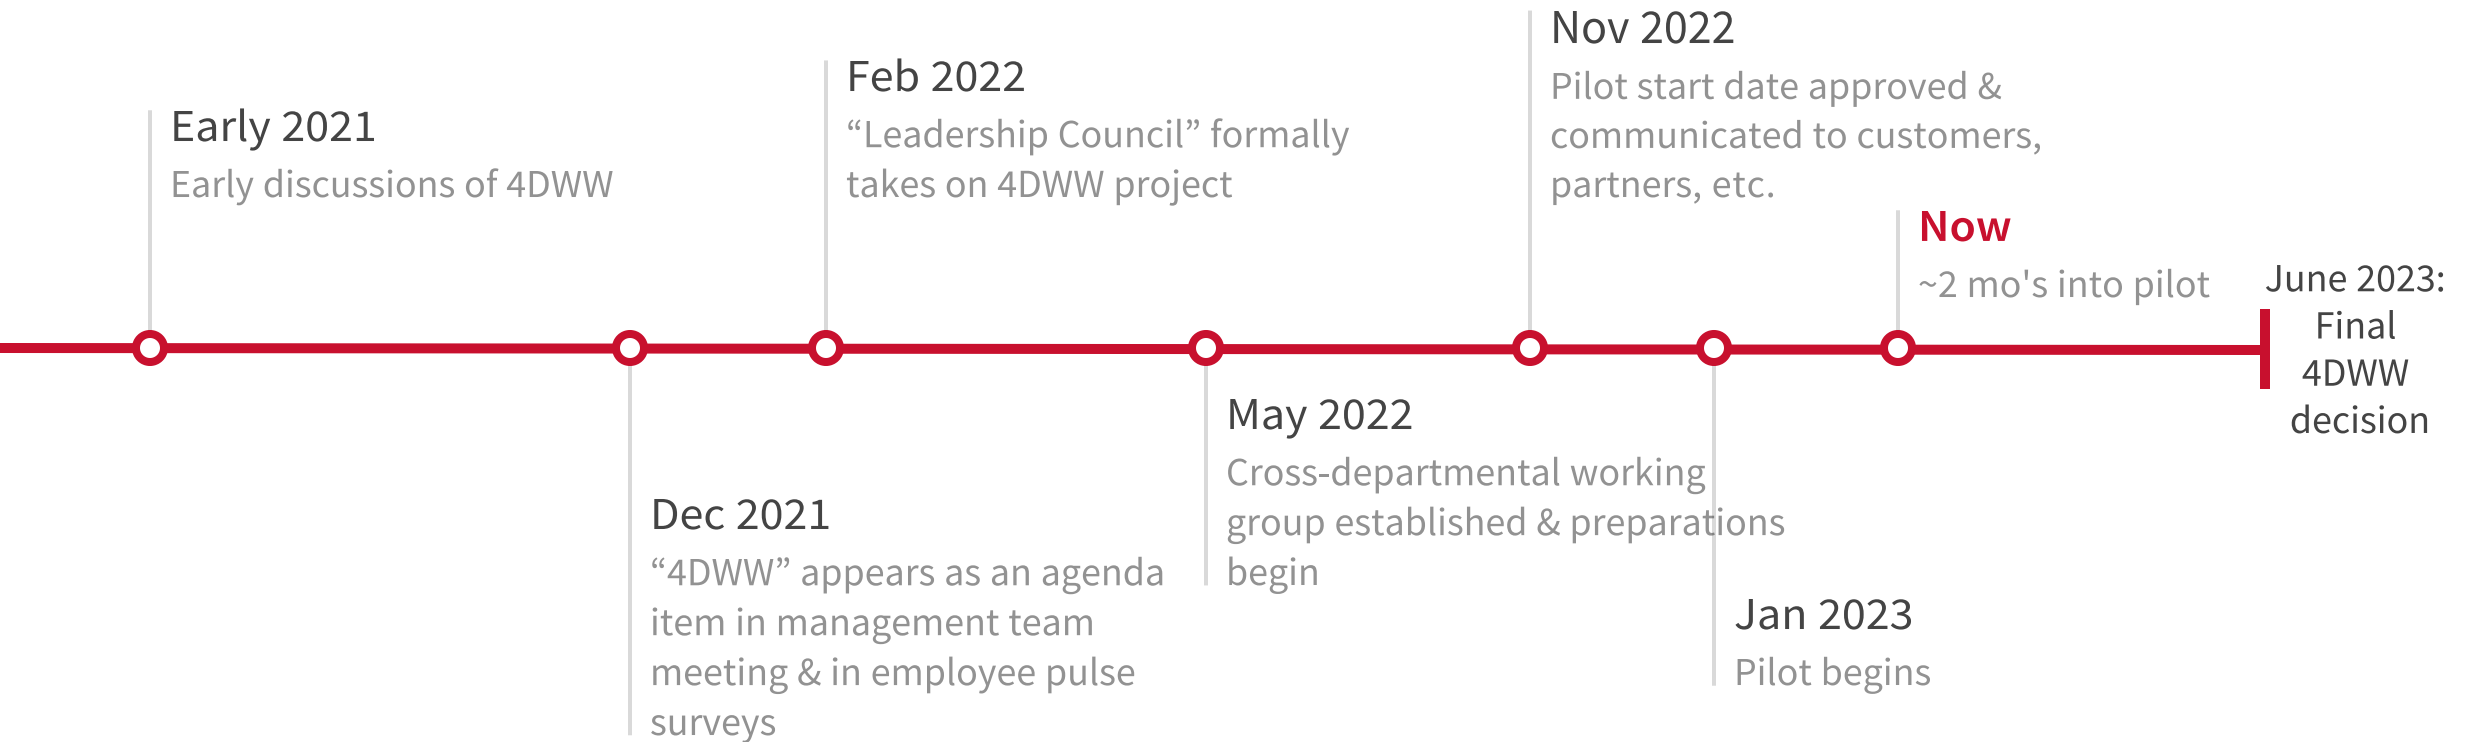 Early 2021
Early discussions of 4DWW
Dec 2021
“4DWW” appears as an agenda
item in management team
meeting & in employee pulse
surveys
Feb 2022
“Leadership Council” formally
takes on 4DWW project
May 2022
Cross-departmental working
group established & preparations
begin
Nov 2022
Pilot start date approved &
communicated to customers,
partners, etc.
Jan 2023
Pilot begins
Now
~2 mo's into pilot
June 2023:
Final
4DWW
decision